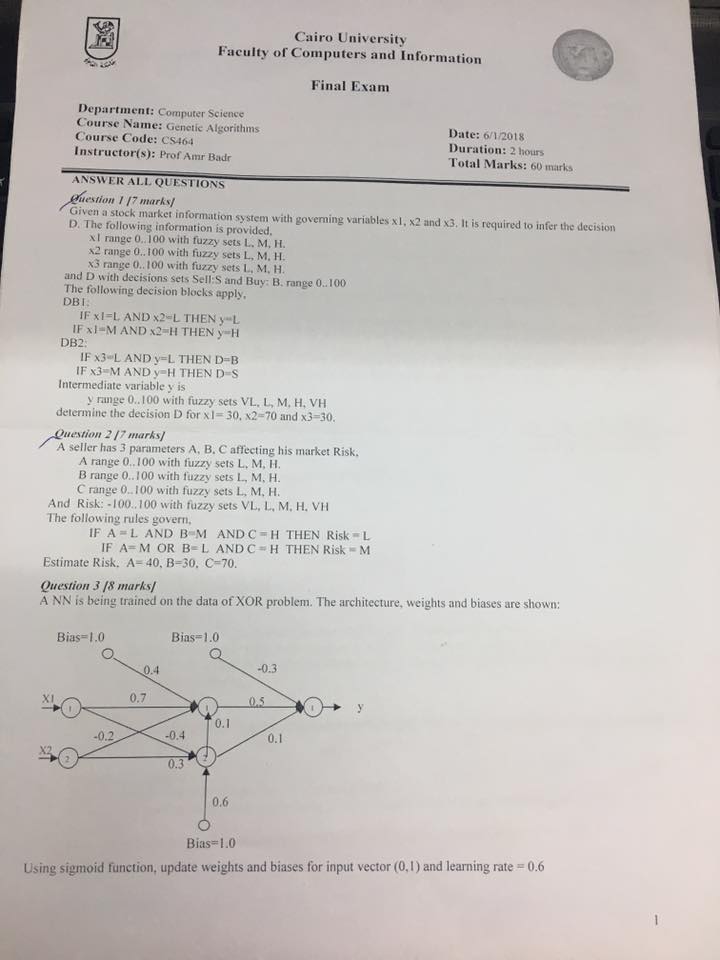 Cairo University
Faculty of Computers and Information
Final Exam
Department: Computer Science
Course Name: Genetic Algorithms
Course Code: CS464
Instructor(s): Prof Amr Badr
Date: 6/1/2018
Duration: 2 hours
Total Marks: 60 marks
ANSWER ALL QUESTIONS
Question 1 [7 marks]
Given a stock market information system with governing variables x1, x2 and x3. It is required to infer the decision
D. The following information is provided,
x1 range 0..100 with fuzzy sets L, M, H.
x2 range 0..100 with fuzzy sets L, M, H.
x3 range 0..100 with fuzzy sets L, M, H.
and D with decisions sets Sell:S and Buy: B. range 0..100
The following decision blocks apply,
DB1:
IF x1=L AND x2=L THEN y=L
IF x1=M AND x2=H THEN y=H
DB2:
IF x3=L AND y=L THEN D=B
IF x3=M AND y=H THEN D=S
Intermediate variable y is
y range 0..100 with fuzzy sets VL, L, M, H, VH
determine the decision D for x1= 30, x2=70 and x3=30.
Question 2 [7 marks]
A seller has 3 parameters A, B, C affecting his market Risk,
A range 0..100 with fuzzy sets L, M, H.
B range 0..100 with fuzzy sets L, M, H.
C range 0..100 with fuzzy sets L, M, H.
And Risk: -100..100 with fuzzy sets VL, L, M, H, VH
The following rules govern,
IF A = L AND B=M AND C = H THEN Risk = L
IF A= M OR B= L AND C = H THEN Risk = M
Estimate Risk, A= 40, B=30, C=70.
Question 3 [8 marks]
A NN is being trained on the data of XOR problem. The architecture, weights and biases are shown:
Bias=1.0 Bias=1.0
0.4 -0.3
X1 1 0.7 1 0.5 1 y
0.1
-0.2 -0.4 0.1
X2 2 0.3 2
0.6
Bias=1.0
Using sigmoid function, update weights and biases for input vector (0,1) and learning rate = 0.6
1